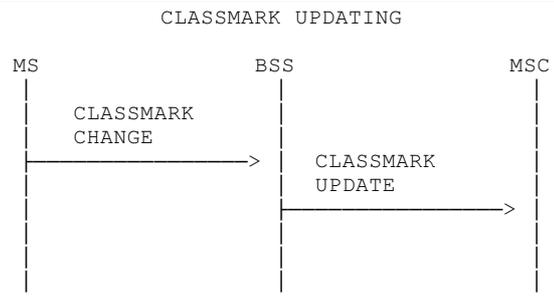 CLASSMARK UPDATING
MS BSS MSC
CLASSMARK
CHANGE
CLASSMARK
UPDATE